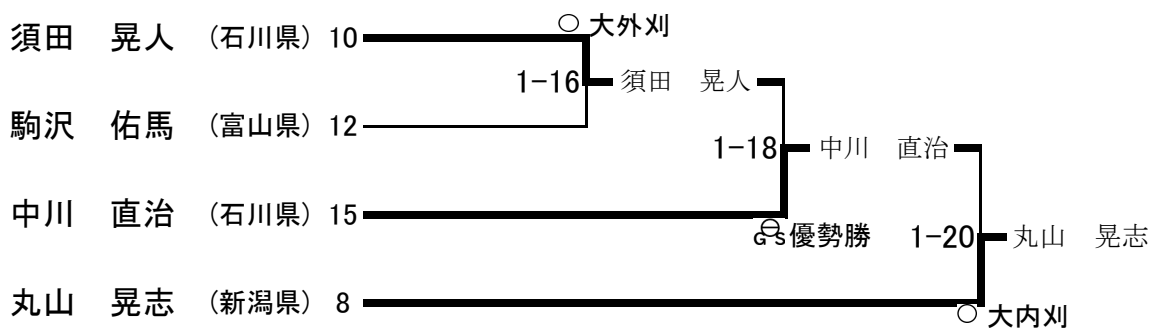 ○ 大外刈
須田　晃人　（石川県） 10
1-16 須田　晃人
駒沢　佑馬　（富山県） 12
1-18 中川　直治
中川　直治　（石川県） 15
GS 優勢勝
1-20 丸山　晃志
丸山　晃志　（新潟県） 8
○ 大内刈